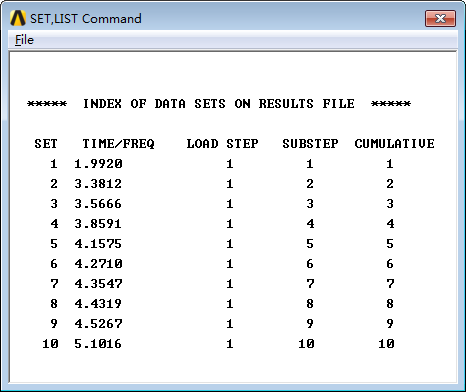 SET,LIST Command
File
***** INDEX OF DATA SETS ON RESULTS FILE *****
SET TIME/FREQ LOAD STEP SUBSTEP CUMULATIVE
1 1.9920 1 1 1
2 3.3812 1 2 2
3 3.5666 1 3 3
4 3.8591 1 4 4
5 4.1575 1 5 5
6 4.2710 1 6 6
7 4.3547 1 7 7
8 4.4319 1 8 8
9 4.5267 1 9 9
10 5.1016 1 10 10